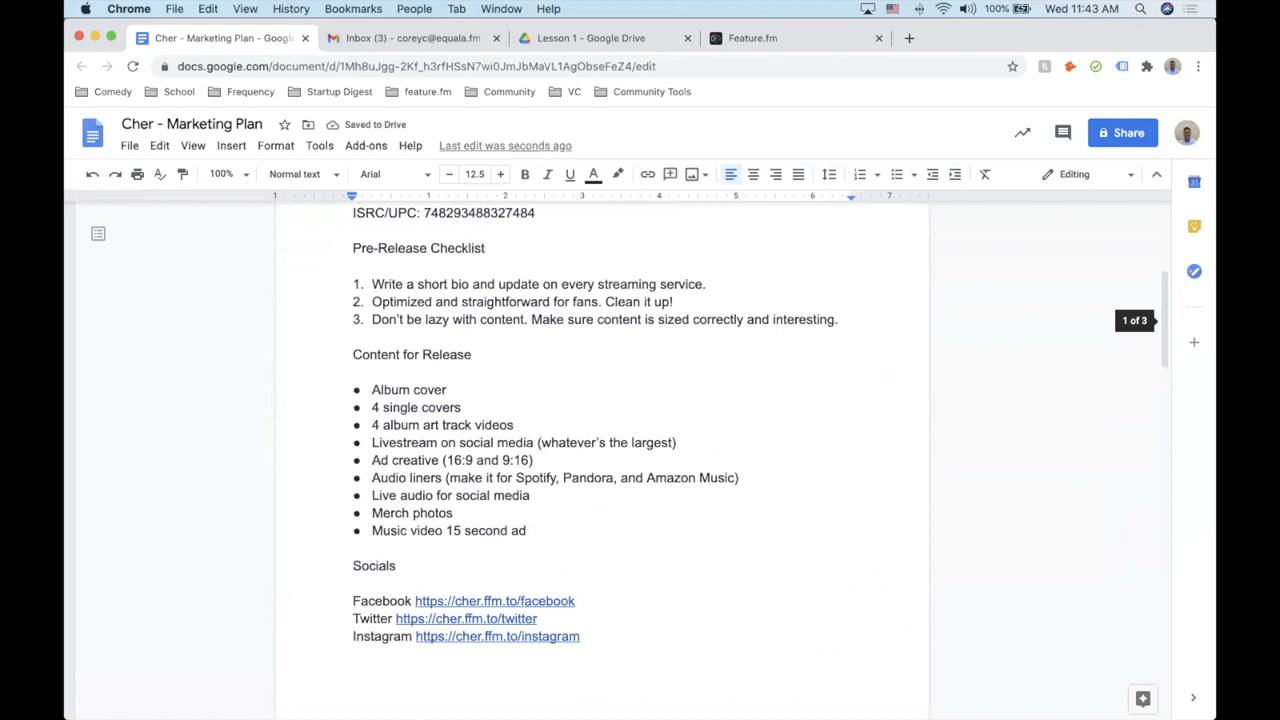 Chrome File Edit View History Bookmarks People Tab Window Help 100% Wed 11:43 AM
Cher - Marketing Plan - Google Inbox (3) - coreyc@equala.fm Lesson 1 - Google Drive Feature.fm
docs.google.com/document/d/1Mh8uJgg-2Kf_h3rfHSsN7wi0JmJbMaVL1AgObseFeZ4/edit
Comedy School Frequency Startup Digest feature.fm Community VC Community Tools
Cher - Marketing Plan Saved to Drive
Share
File Edit View Insert Format Tools Add-ons Help Last edit was seconds ago
100% Normal text Arial 12.5 B I U A Editing
1 1 2 3 4 5 6 7
ISRC/UPC: 748293488327484
Pre-Release Checklist
1. Write a short bio and update on every streaming service.
2. Optimized and straightforward for fans. Clean it up!
3. Don't be lazy with content. Make sure content is sized correctly and interesting.
1 of 3
Content for Release
● Album cover
● 4 single covers
● 4 album art track videos
● Livestream on social media (whatever's the largest)
● Ad creative (16:9 and 9:16)
● Audio liners (make it for Spotify, Pandora, and Amazon Music)
● Live audio for social media
● Merch photos
● Music video 15 second ad
Socials
Facebook https://cher.ffm.to/facebook
Twitter https://cher.ffm.to/twitter
Instagram https://cher.ffm.to/instagram